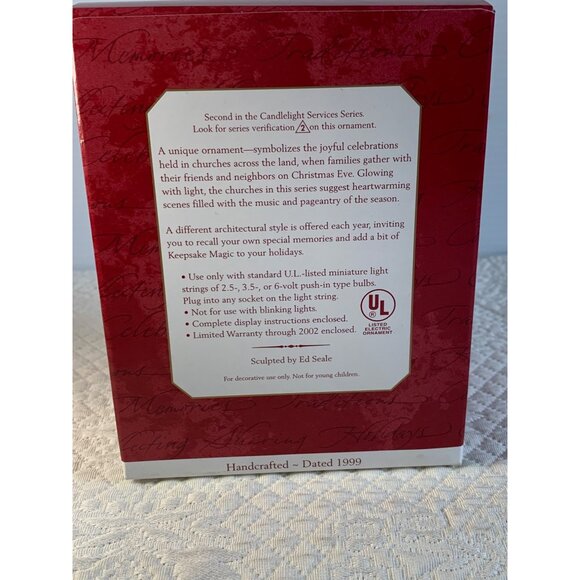 Memories Traditions
Second in the Candlelight Services Series.
Look for series verification 2 on this ornament.
A unique ornament—symbolizes the joyful celebrations
held in churches across the land, when families gather with
their friends and neighbors on Christmas Eve. Glowing
with light, the churches in this series suggest heartwarming
scenes filled with the music and pageantry of the season.
A different architectural style is offered each year, inviting
you to recall your own special memories and add a bit of
Keepsake Magic to your holidays.
• Use only with standard U.L.-listed miniature light
strings of 2.5-, 3.5-, or 6-volt push-in type bulbs.
Plug into any socket on the light string.
• Not for use with blinking lights.
• Complete display instructions enclosed.
• Limited Warranty through 2002 enclosed.
UL ®
LISTED
ELECTRIC
ORNAMENT
Sculpted by Ed Seale
For decorative use only. Not for young children.
Memories Traditions
Sharing Holidays
Handcrafted ~ Dated 1999